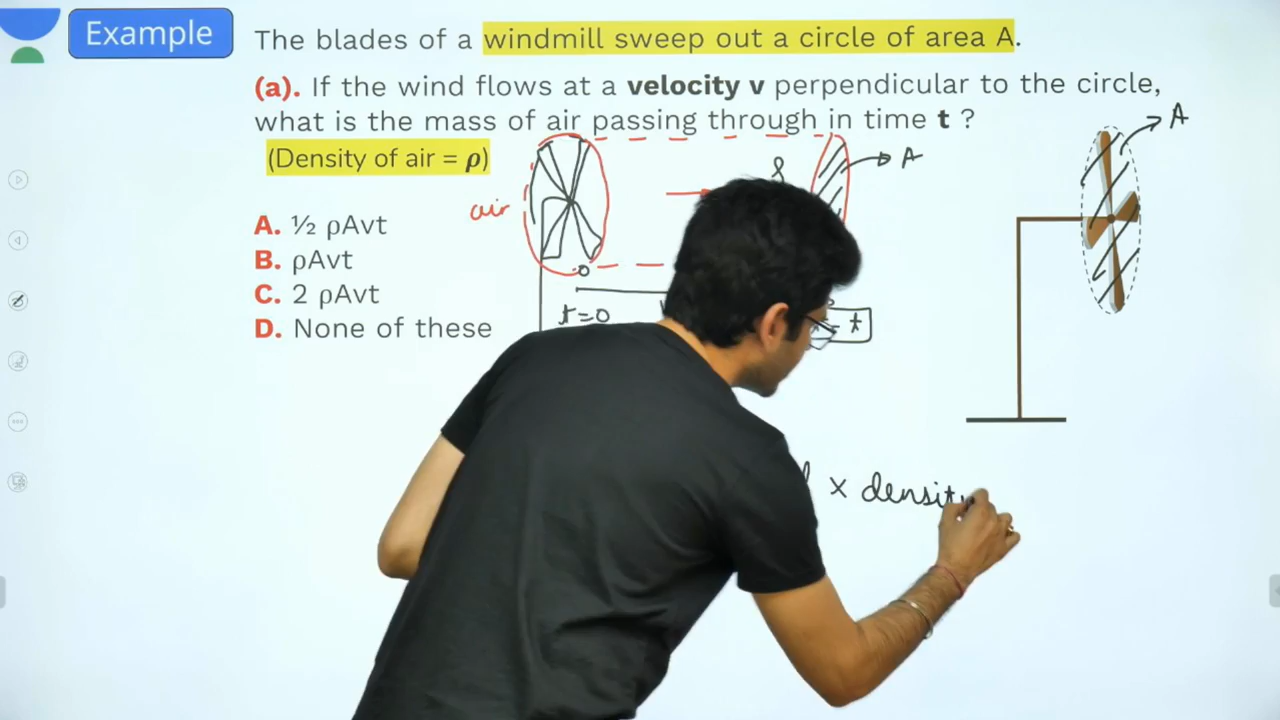 Example
The blades of a windmill sweep out a circle of area A.
(a). If the wind flows at a velocity v perpendicular to the circle,
what is the mass of air passing through in time t ?
(Density of air = ρ)
A
A
air
A. ½ ρAvt
B. ρAvt
C. 2 ρAvt
D. None of these
t=0
= t
× density